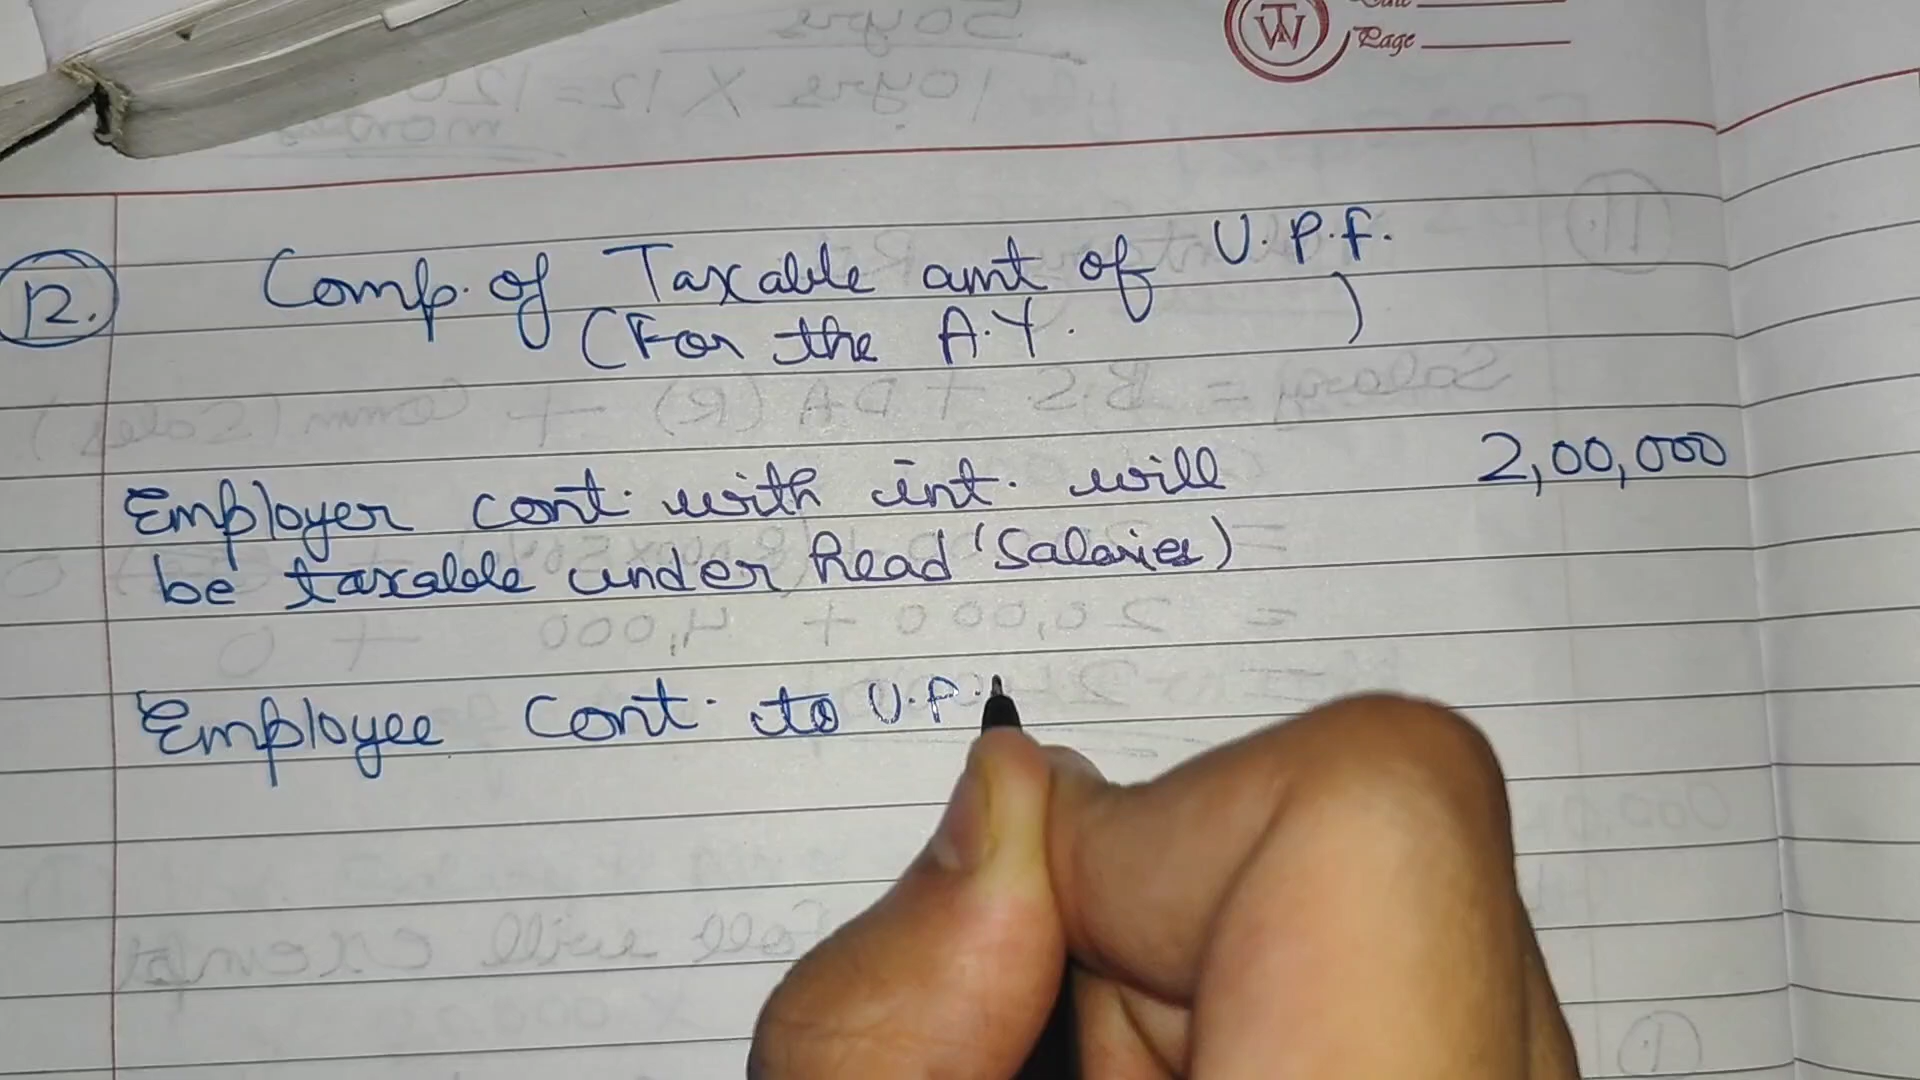 Page
12. Comp. of Taxable amt of U.P.F.
(For the A.Y. )
Employer cont. with int. will 2,00,000
be taxable under head 'Salaries)
Employee Cont. to U.P.